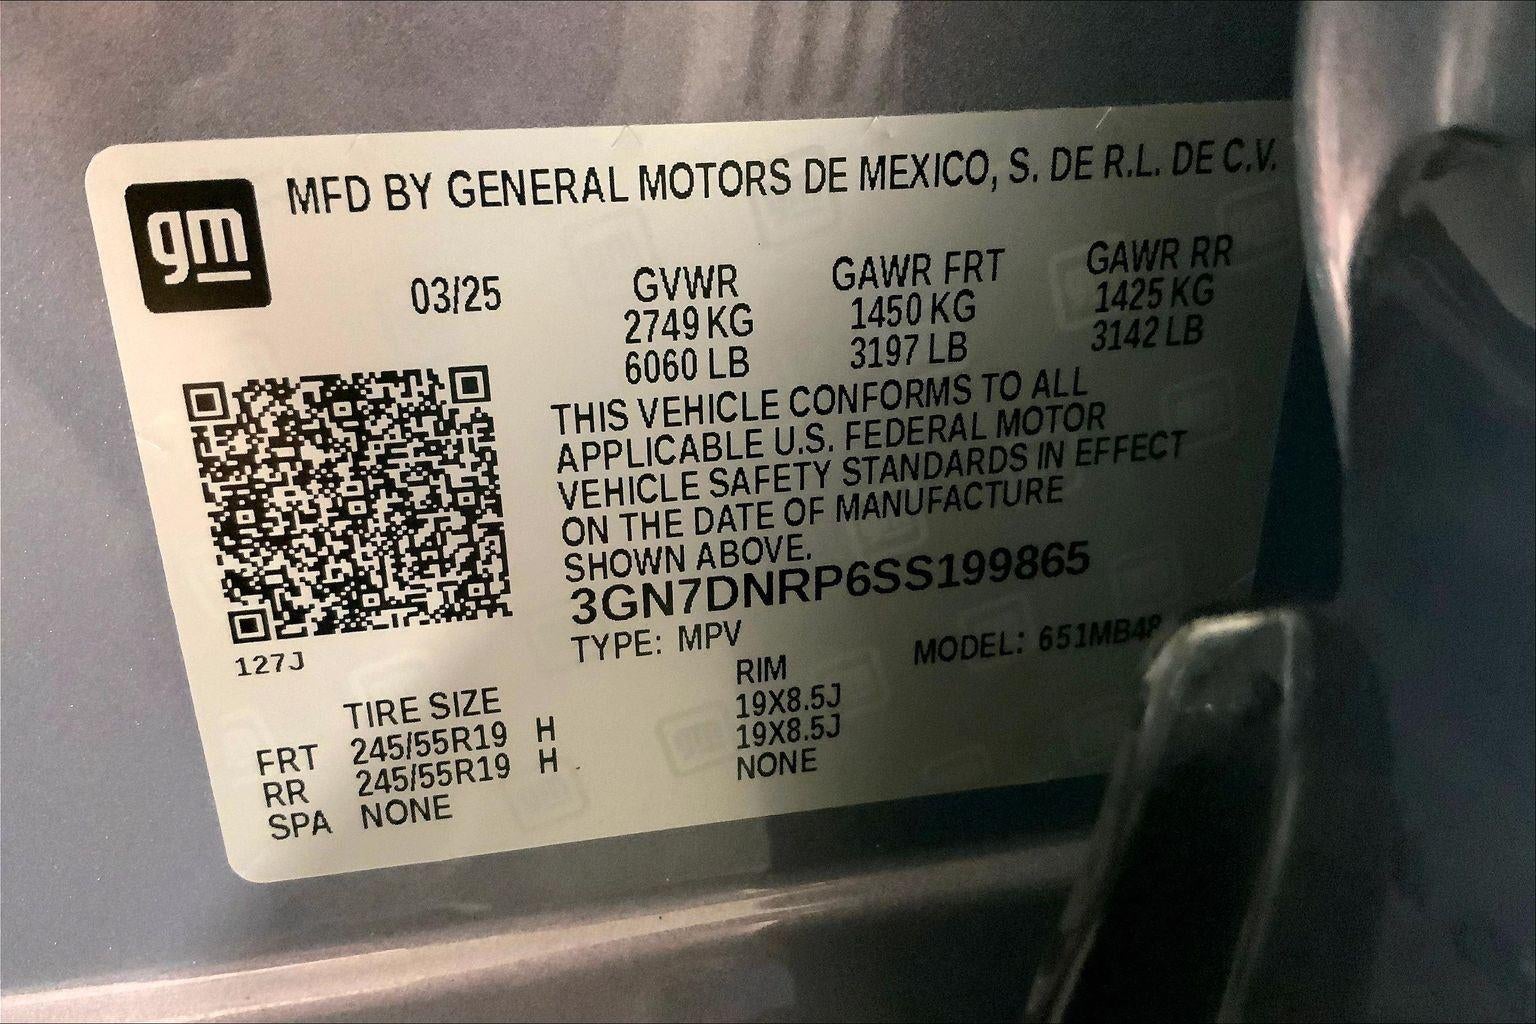 gm
MFD BY GENERAL MOTORS DE MEXICO, S. DE R.L. DE C.V.
03/25
GVWR
2749 KG
6060 LB
GAWR FRT
1450 KG
3197 LB
GAWR RR
1425 KG
3142 LB
THIS VEHICLE CONFORMS TO ALL
APPLICABLE U.S. FEDERAL MOTOR
VEHICLE SAFETY STANDARDS IN EFFECT
ON THE DATE OF MANUFACTURE
SHOWN ABOVE.
3GN7DNRP6SS199865
TYPE: MPV
MODEL:
127J
TIRE SIZE
RIM
FRT 245/55R19 H 19X8.5J
RR 245/55R19 H 19X8.5J
SPA NONE NONE